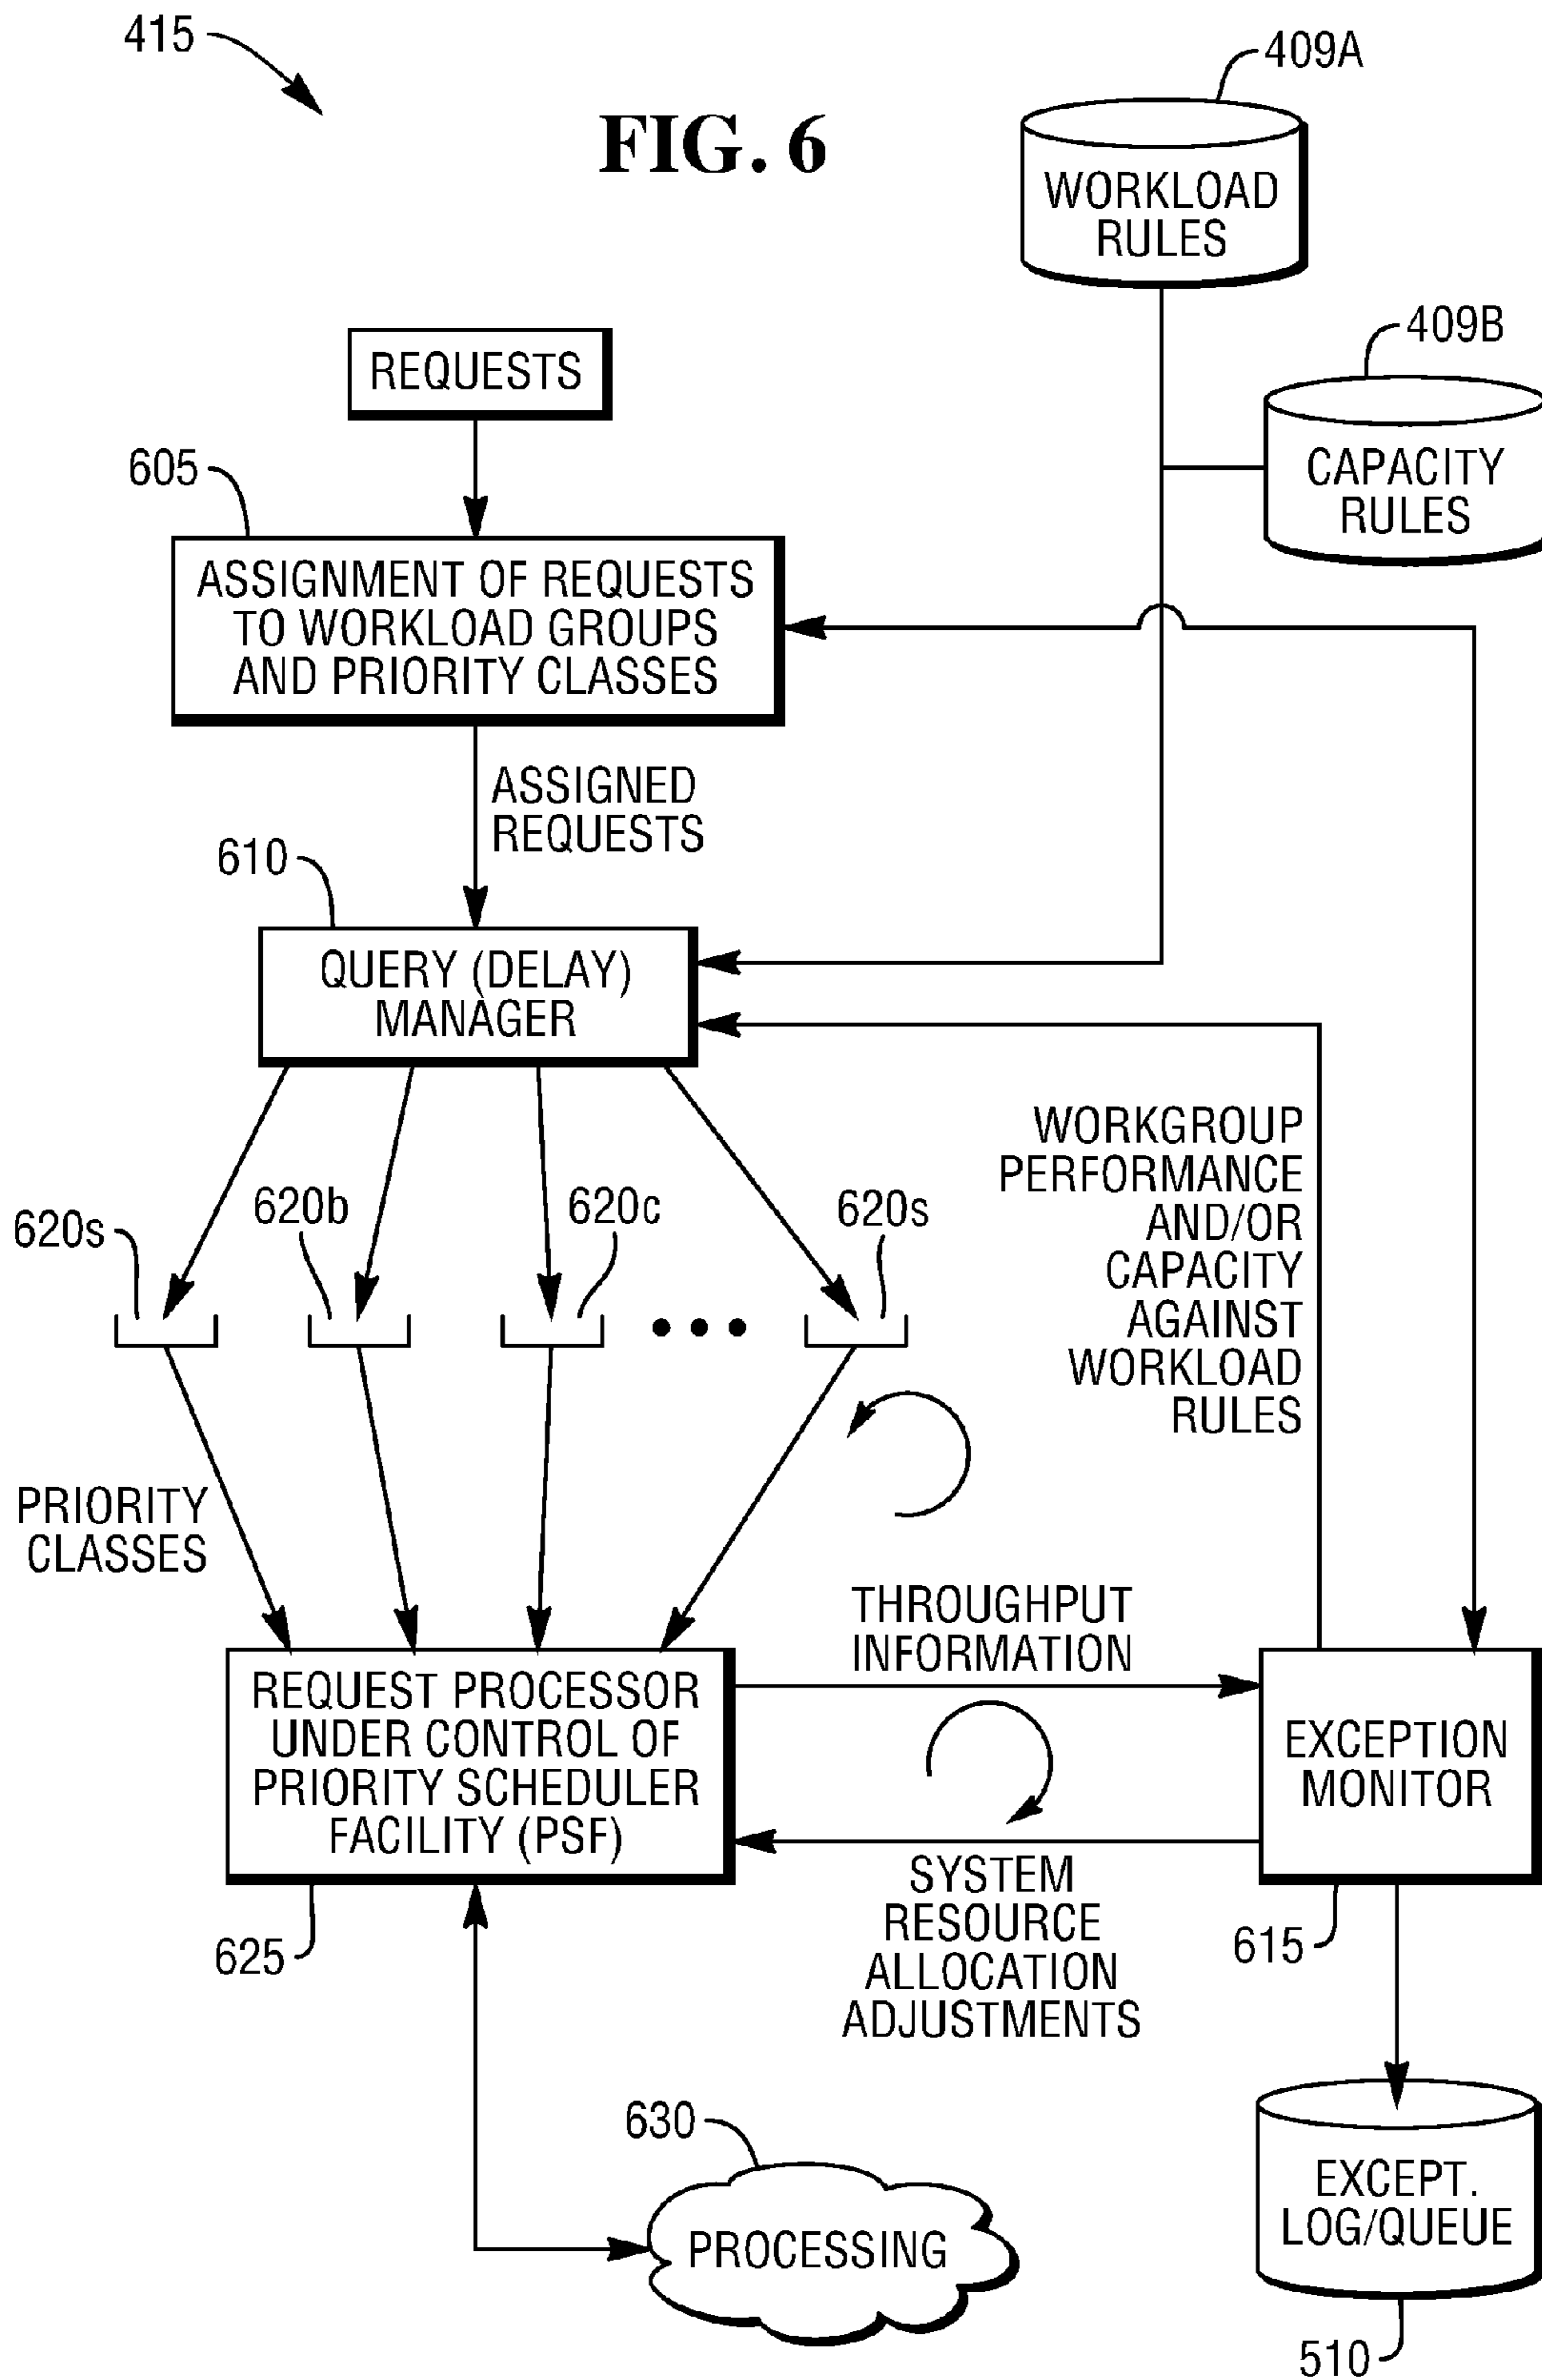 415
FIG. 6
409A
WORKLOAD
RULES
409B
CAPACITY
RULES
REQUESTS
605
ASSIGNMENT OF REQUESTS
TO WORKLOAD GROUPS
AND PRIORITY CLASSES
ASSIGNED
REQUESTS
610
QUERY (DELAY)
MANAGER
WORKGROUP
PERFORMANCE
AND/OR
CAPACITY
AGAINST
WORKLOAD
RULES
620s
620b
620c
620s
PRIORITY
CLASSES
THROUGHPUT
INFORMATION
REQUEST PROCESSOR
UNDER CONTROL OF
PRIORITY SCHEDULER
FACILITY (PSF)
EXCEPTION
MONITOR
SYSTEM
RESOURCE
ALLOCATION
ADJUSTMENTS
625
615
630
PROCESSING
EXCEPT.
LOG/QUEUE
510